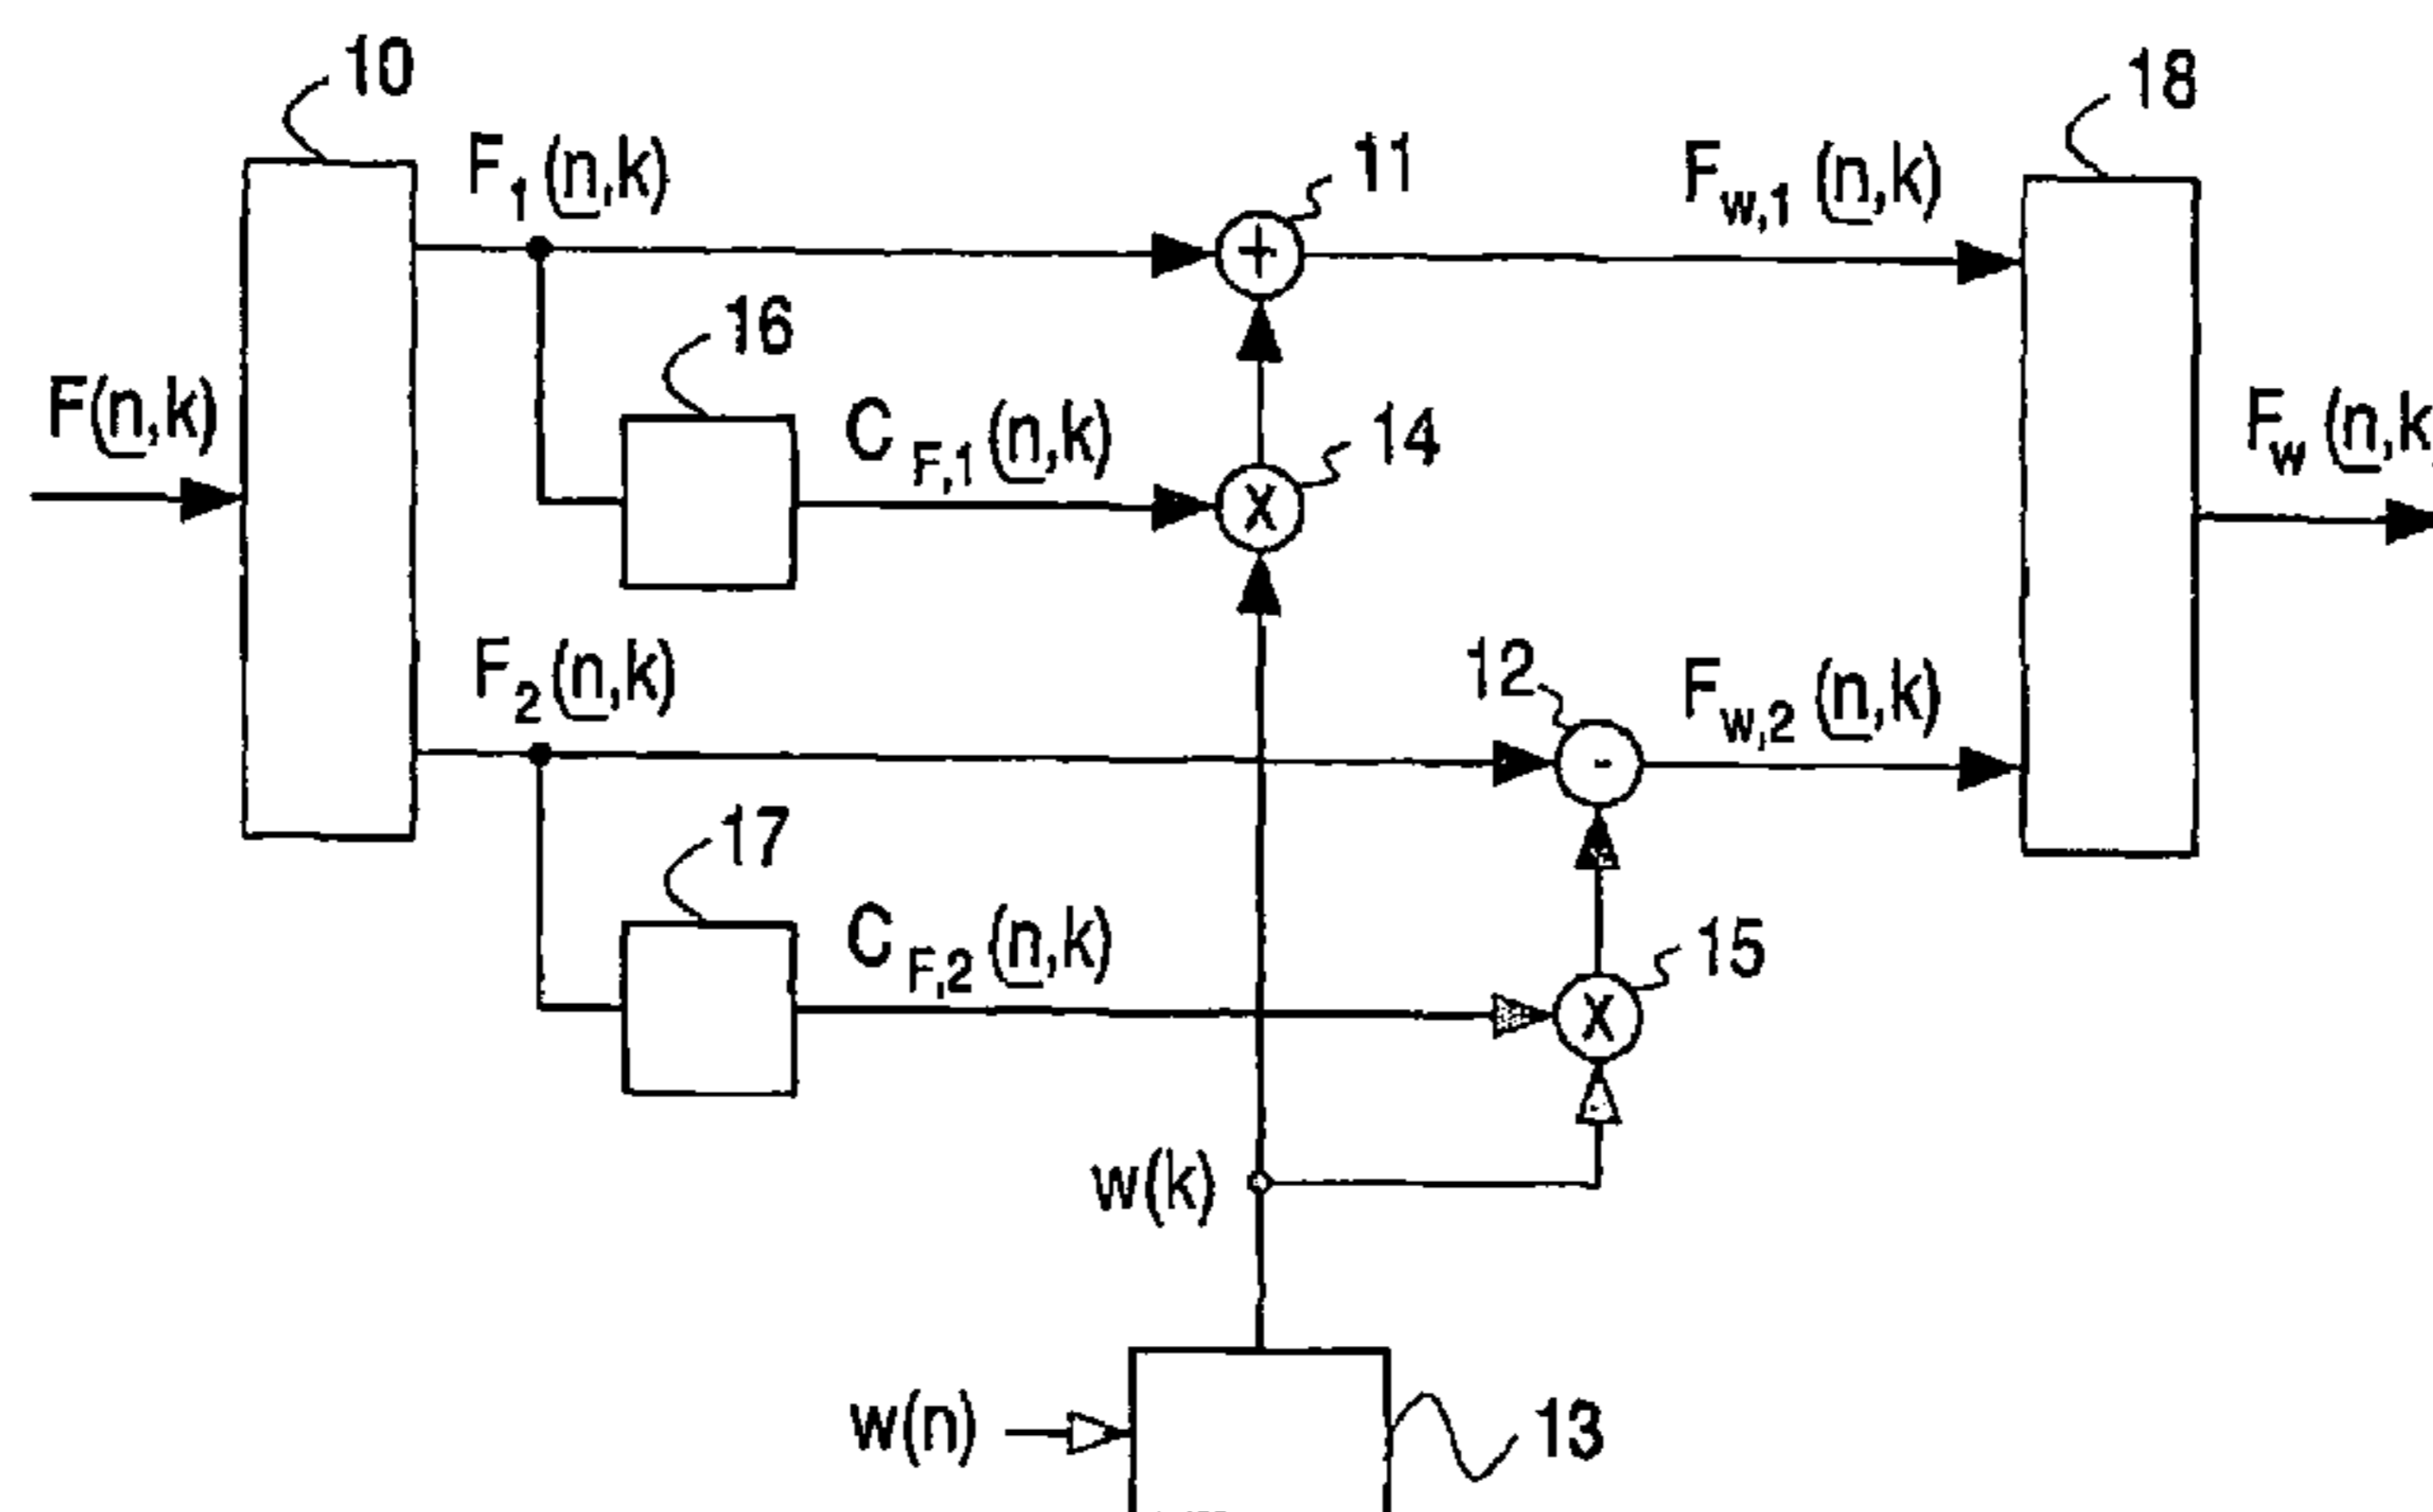 10
18
F1(n,k)
11
Fw,1(n,k)
16
F(n,k)
CF,1(n,k)
14
Fw(n,k
F2(n,k)
12
Fw,2(n,k)
17
CF,2(n,k)
15
w(k)
w(n)
13
+
x
-
x